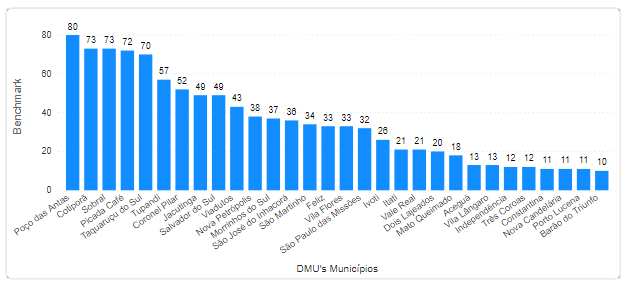 80
73
73
72
70
57
52
49
49
43
38
37
36
34
33
33
32
26
21
21
20
18
13
13
12
12
11
11
11
10
80
60
40
20
0
Benchmark
Poço das Antas
Coliporã
Sobral
Picada Café
Taquaruçu do Sul
Tupandi
Coronel Pilar
Jacutinga
Salvador do Sul
Viadutos
Nova Petrópolis
Morrinhos do Sul
São José do Inhacorá
São Martinho
Feliz
Vila Flores
São Paulo das Missões
Ivoti
Itati
Vale Real
Dois Lajeados
Mato Queimado
Aceguá
Vila Lângaro
Independência
Três Coroas
Constantina
Nova Candelária
Porto Lucena
Barão do Triunfo
DMU's Municípios